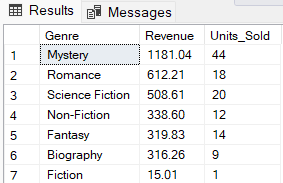 Results Messages
Genre Revenue Units_Sold
1 Mystery 1181.04 44
2 Romance 612.21 18
3 Science Fiction 508.61 20
4 Non-Fiction 338.60 12
5 Fantasy 319.83 14
6 Biography 316.26 9
7 Fiction 15.01 1